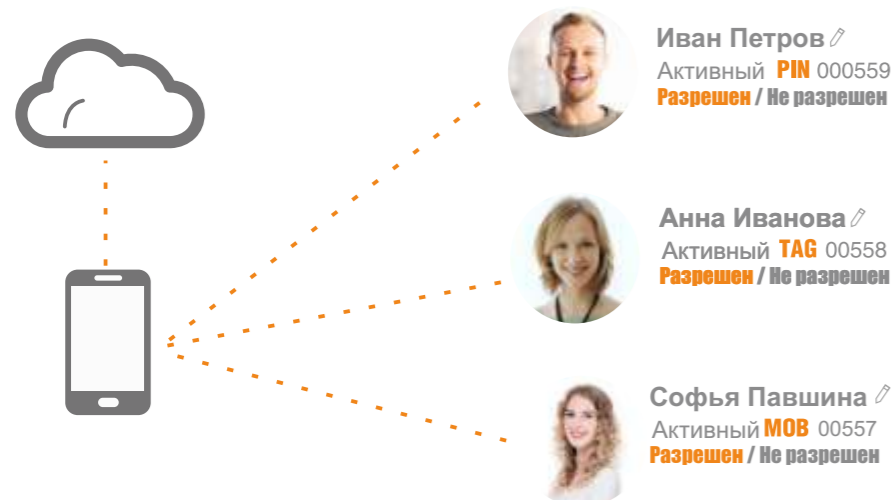 Иван Петров
Активный PIN 000559
Разрешен / Не разрешен
Анна Иванова
Активный TAG 00558
Разрешен / Не разрешен
Софья Павшина
Активный MOB 00557
Разрешен / Не разрешен